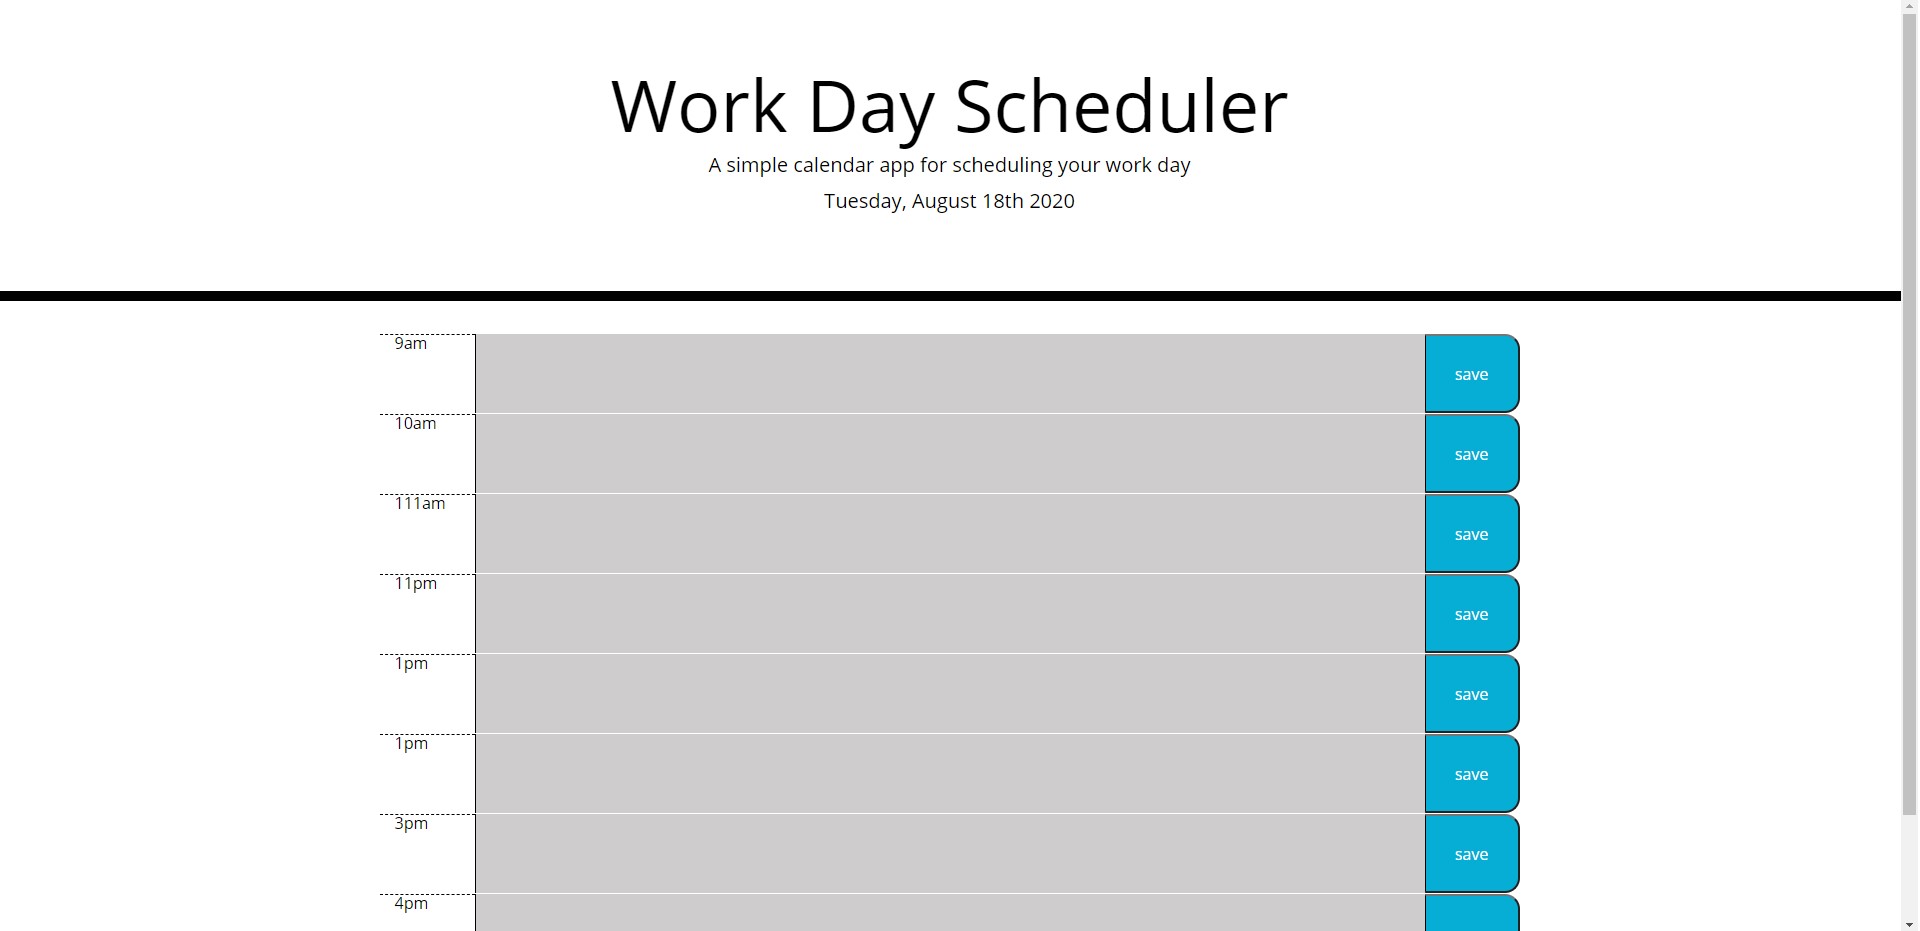 Work Day Scheduler
A simple calendar app for scheduling your work day
Tuesday, August 18th 2020
9am
save
10am
save
111am
save
11pm
save
1pm
save
1pm
save
3pm
save
4pm